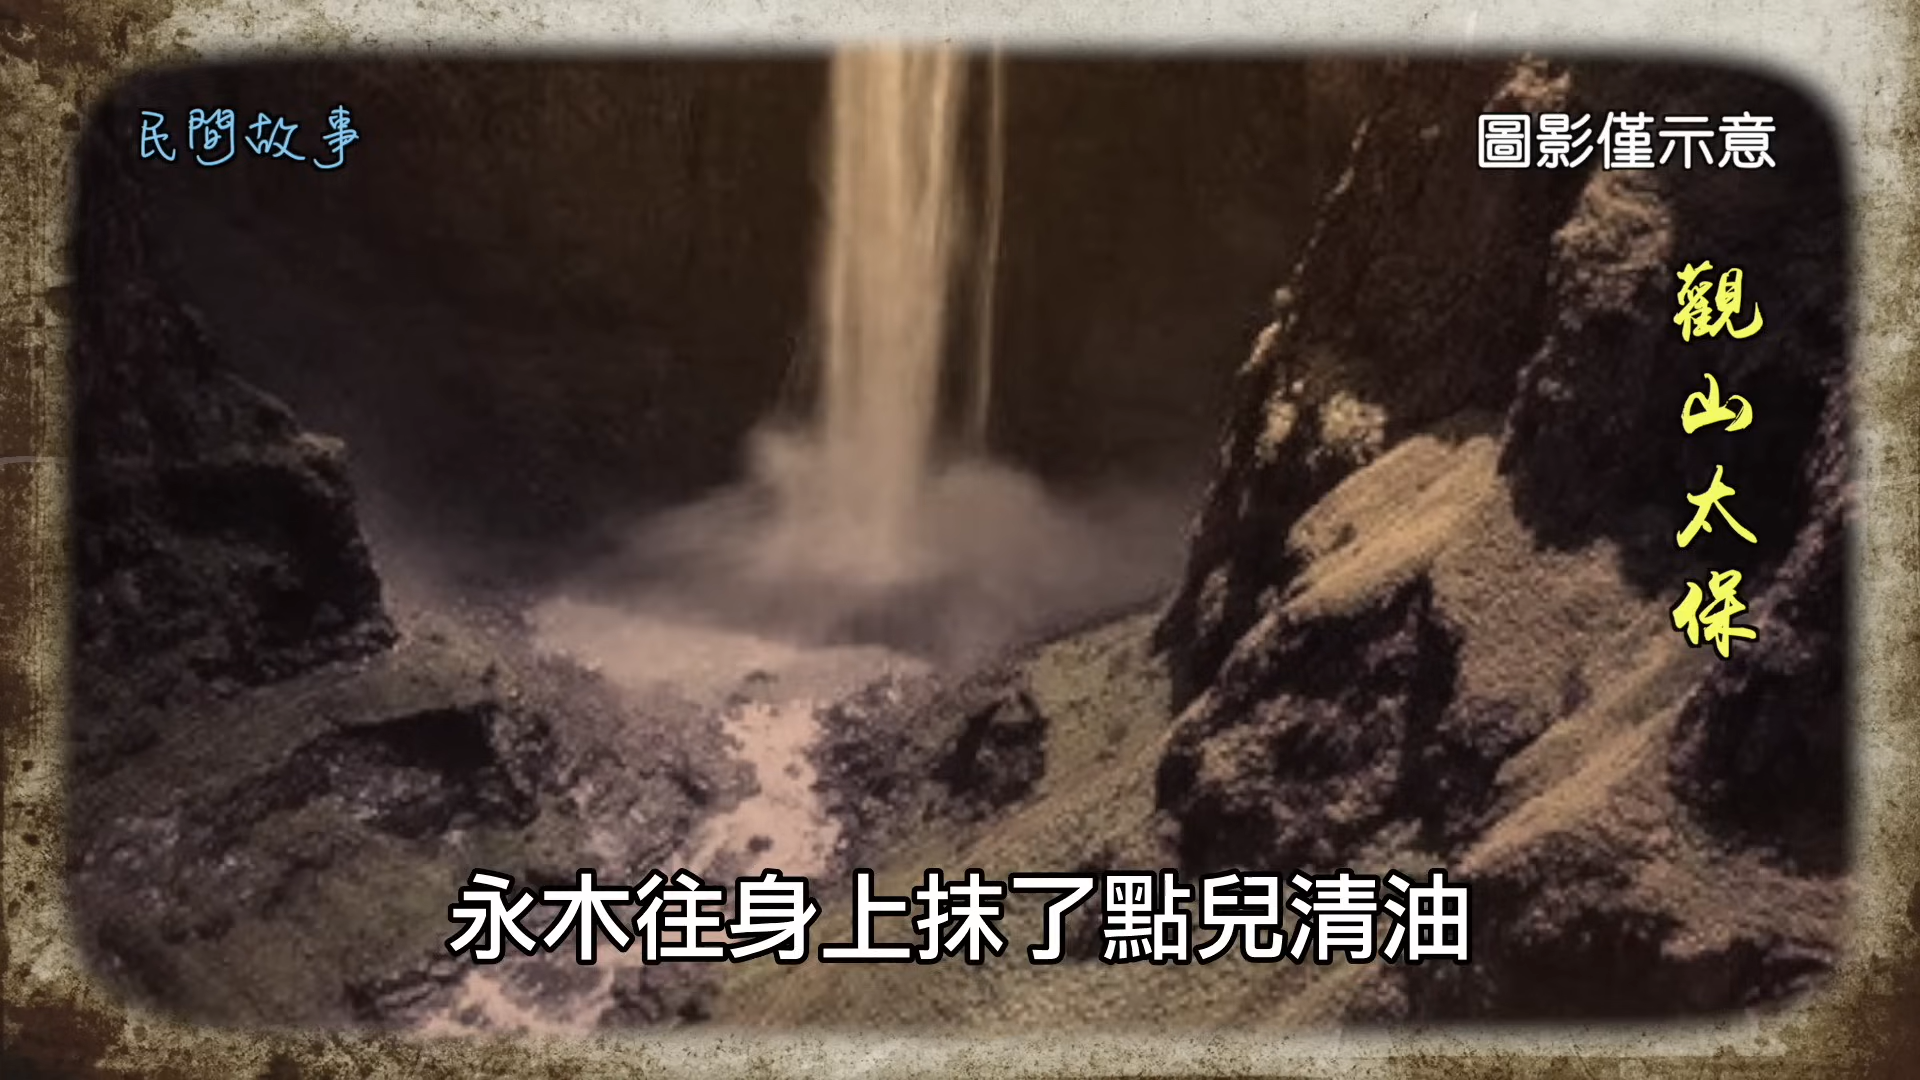 民間故事
圖影僅示意
觀山太保
永木往身上抹了點兒清油